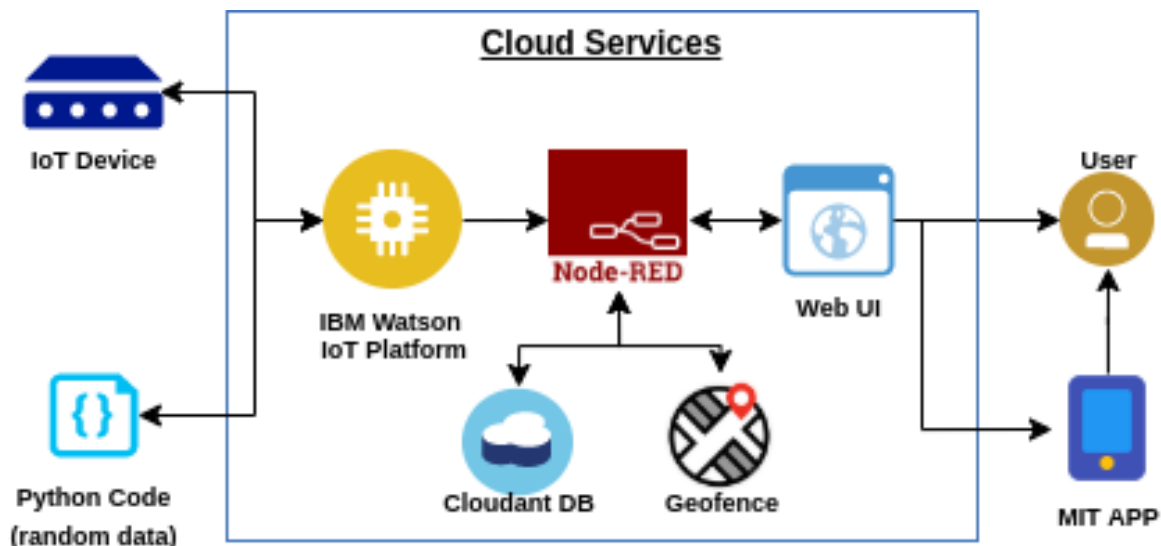 Cloud Services
IoT Device
User
Node-RED
Web UI
IBM Watson
IoT Platform
{}
Python Code
(random data)
Cloudant DB
Geofence
MIT APP